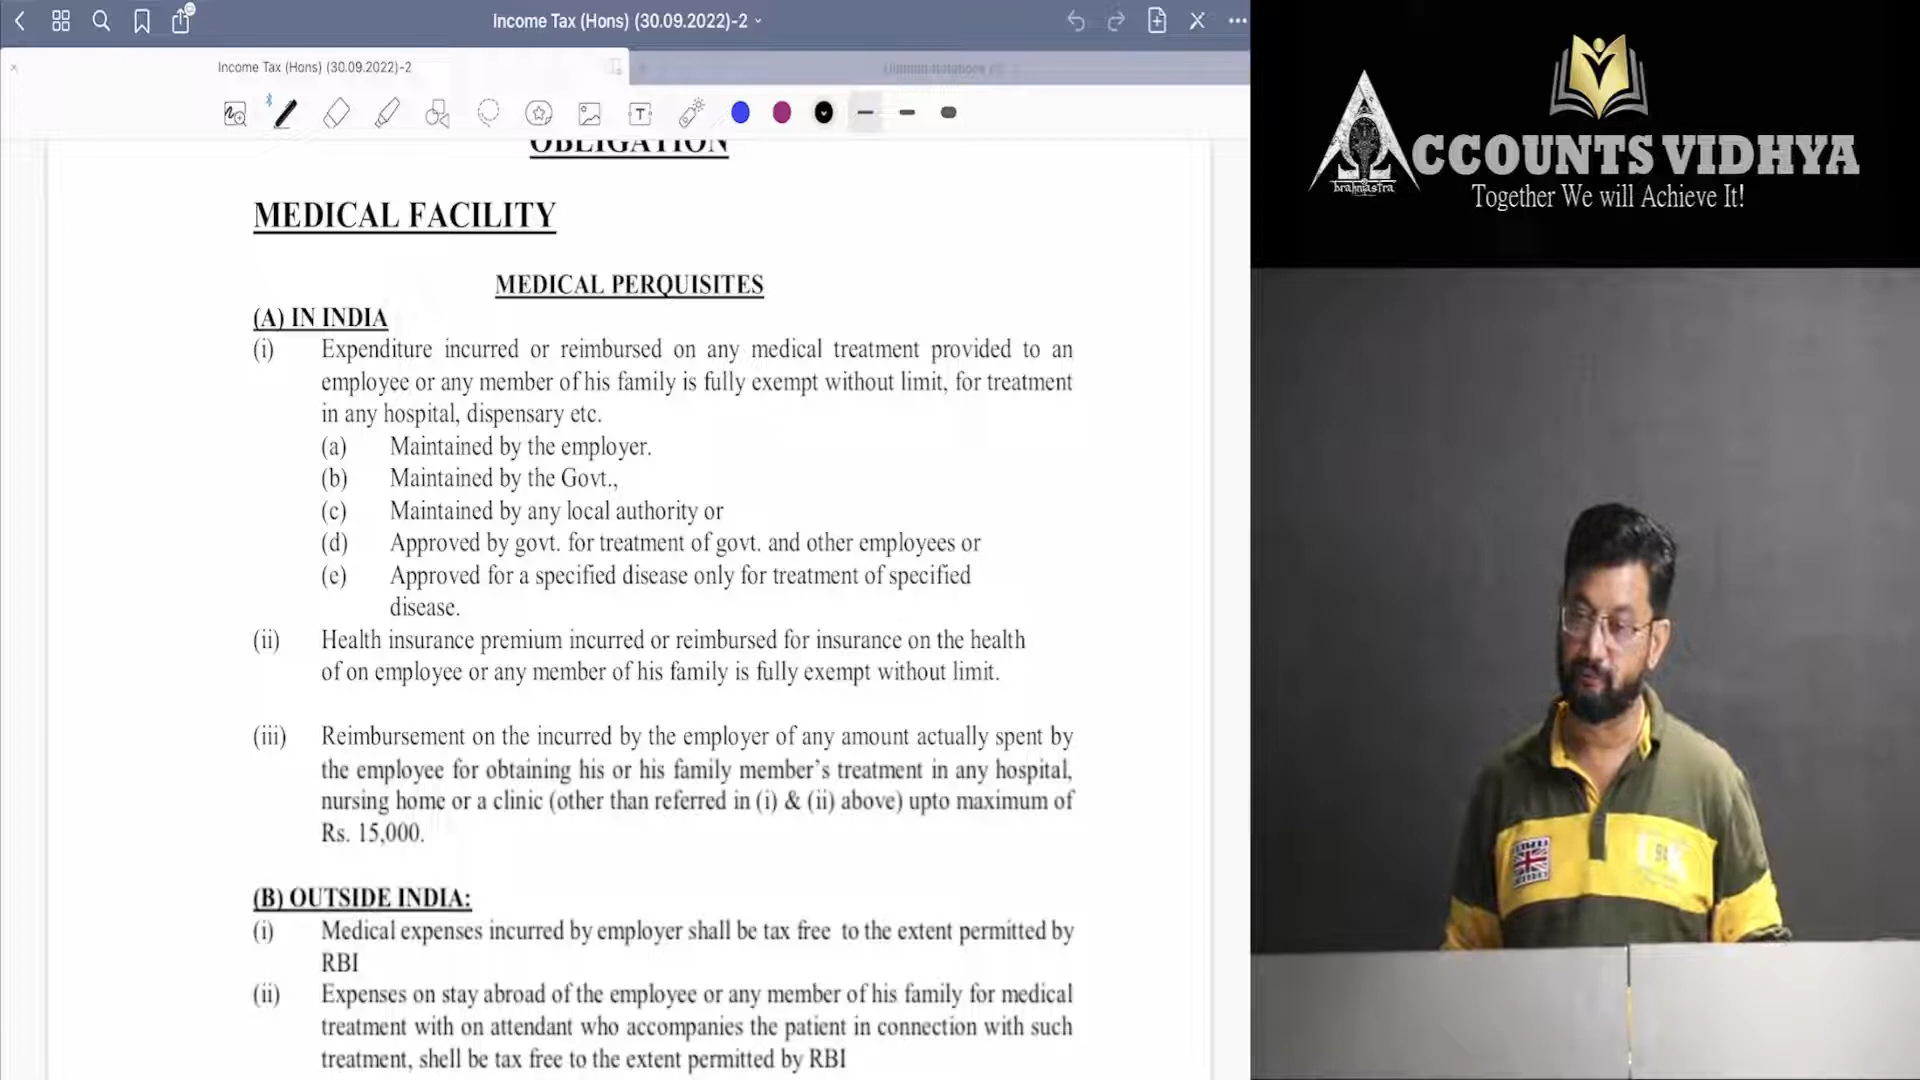 Income Tax (Hons) (30.09.2022)-2
Income Tax (Hons) (30.09.2022)-2
OBLIGATION
MEDICAL FACILITY
MEDICAL PERQUISITES
(A) IN INDIA
(i) Expenditure incurred or reimbursed on any medical treatment provided to an
employee or any member of his family is fully exempt without limit, for treatment
in any hospital, dispensary etc.
(a) Maintained by the employer.
(b) Maintained by the Govt.,
(c) Maintained by any local authority or
(d) Approved by govt. for treatment of govt. and other employees or
(e) Approved for a specified disease only for treatment of specified
disease.
(ii) Health insurance premium incurred or reimbursed for insurance on the health
of on employee or any member of his family is fully exempt without limit.
(iii) Reimbursement on the incurred by the employer of any amount actually spent by
the employee for obtaining his or his family member's treatment in any hospital,
nursing home or a clinic (other than referred in (i) & (ii) above) upto maximum of
Rs. 15,000.
(B) OUTSIDE INDIA:
(i) Medical expenses incurred by employer shall be tax free to the extent permitted by
RBI
(ii) Expenses on stay abroad of the employee or any member of his family for medical
treatment with on attendant who accompanies the patient in connection with such
treatment, shell be tax free to the extent permitted by RBI
ACCOUNTS VIDHYA
brahmastra
Together We will Achieve It!